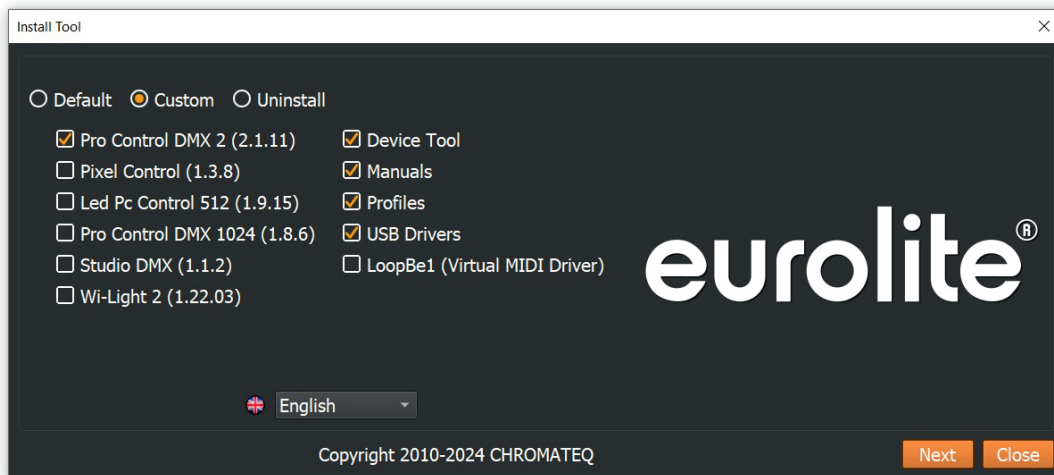 Install Tool
Default Custom Uninstall
Pro Control DMX 2 (2.1.11) Device Tool
Pixel Control (1.3.8) Manuals
Led Pc Control 512 (1.9.15) Profiles
Pro Control DMX 1024 (1.8.6) USB Drivers
Studio DMX (1.1.2) LoopBe1 (Virtual MIDI Driver)
Wi-Light 2 (1.22.03)
eurolite®
English
Copyright 2010-2024 CHROMATEQ Next Close